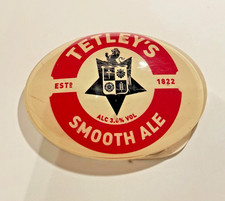 TETLEY'S
ESTD 1822
ALC 3.6% VOL
SMOOTH ALE